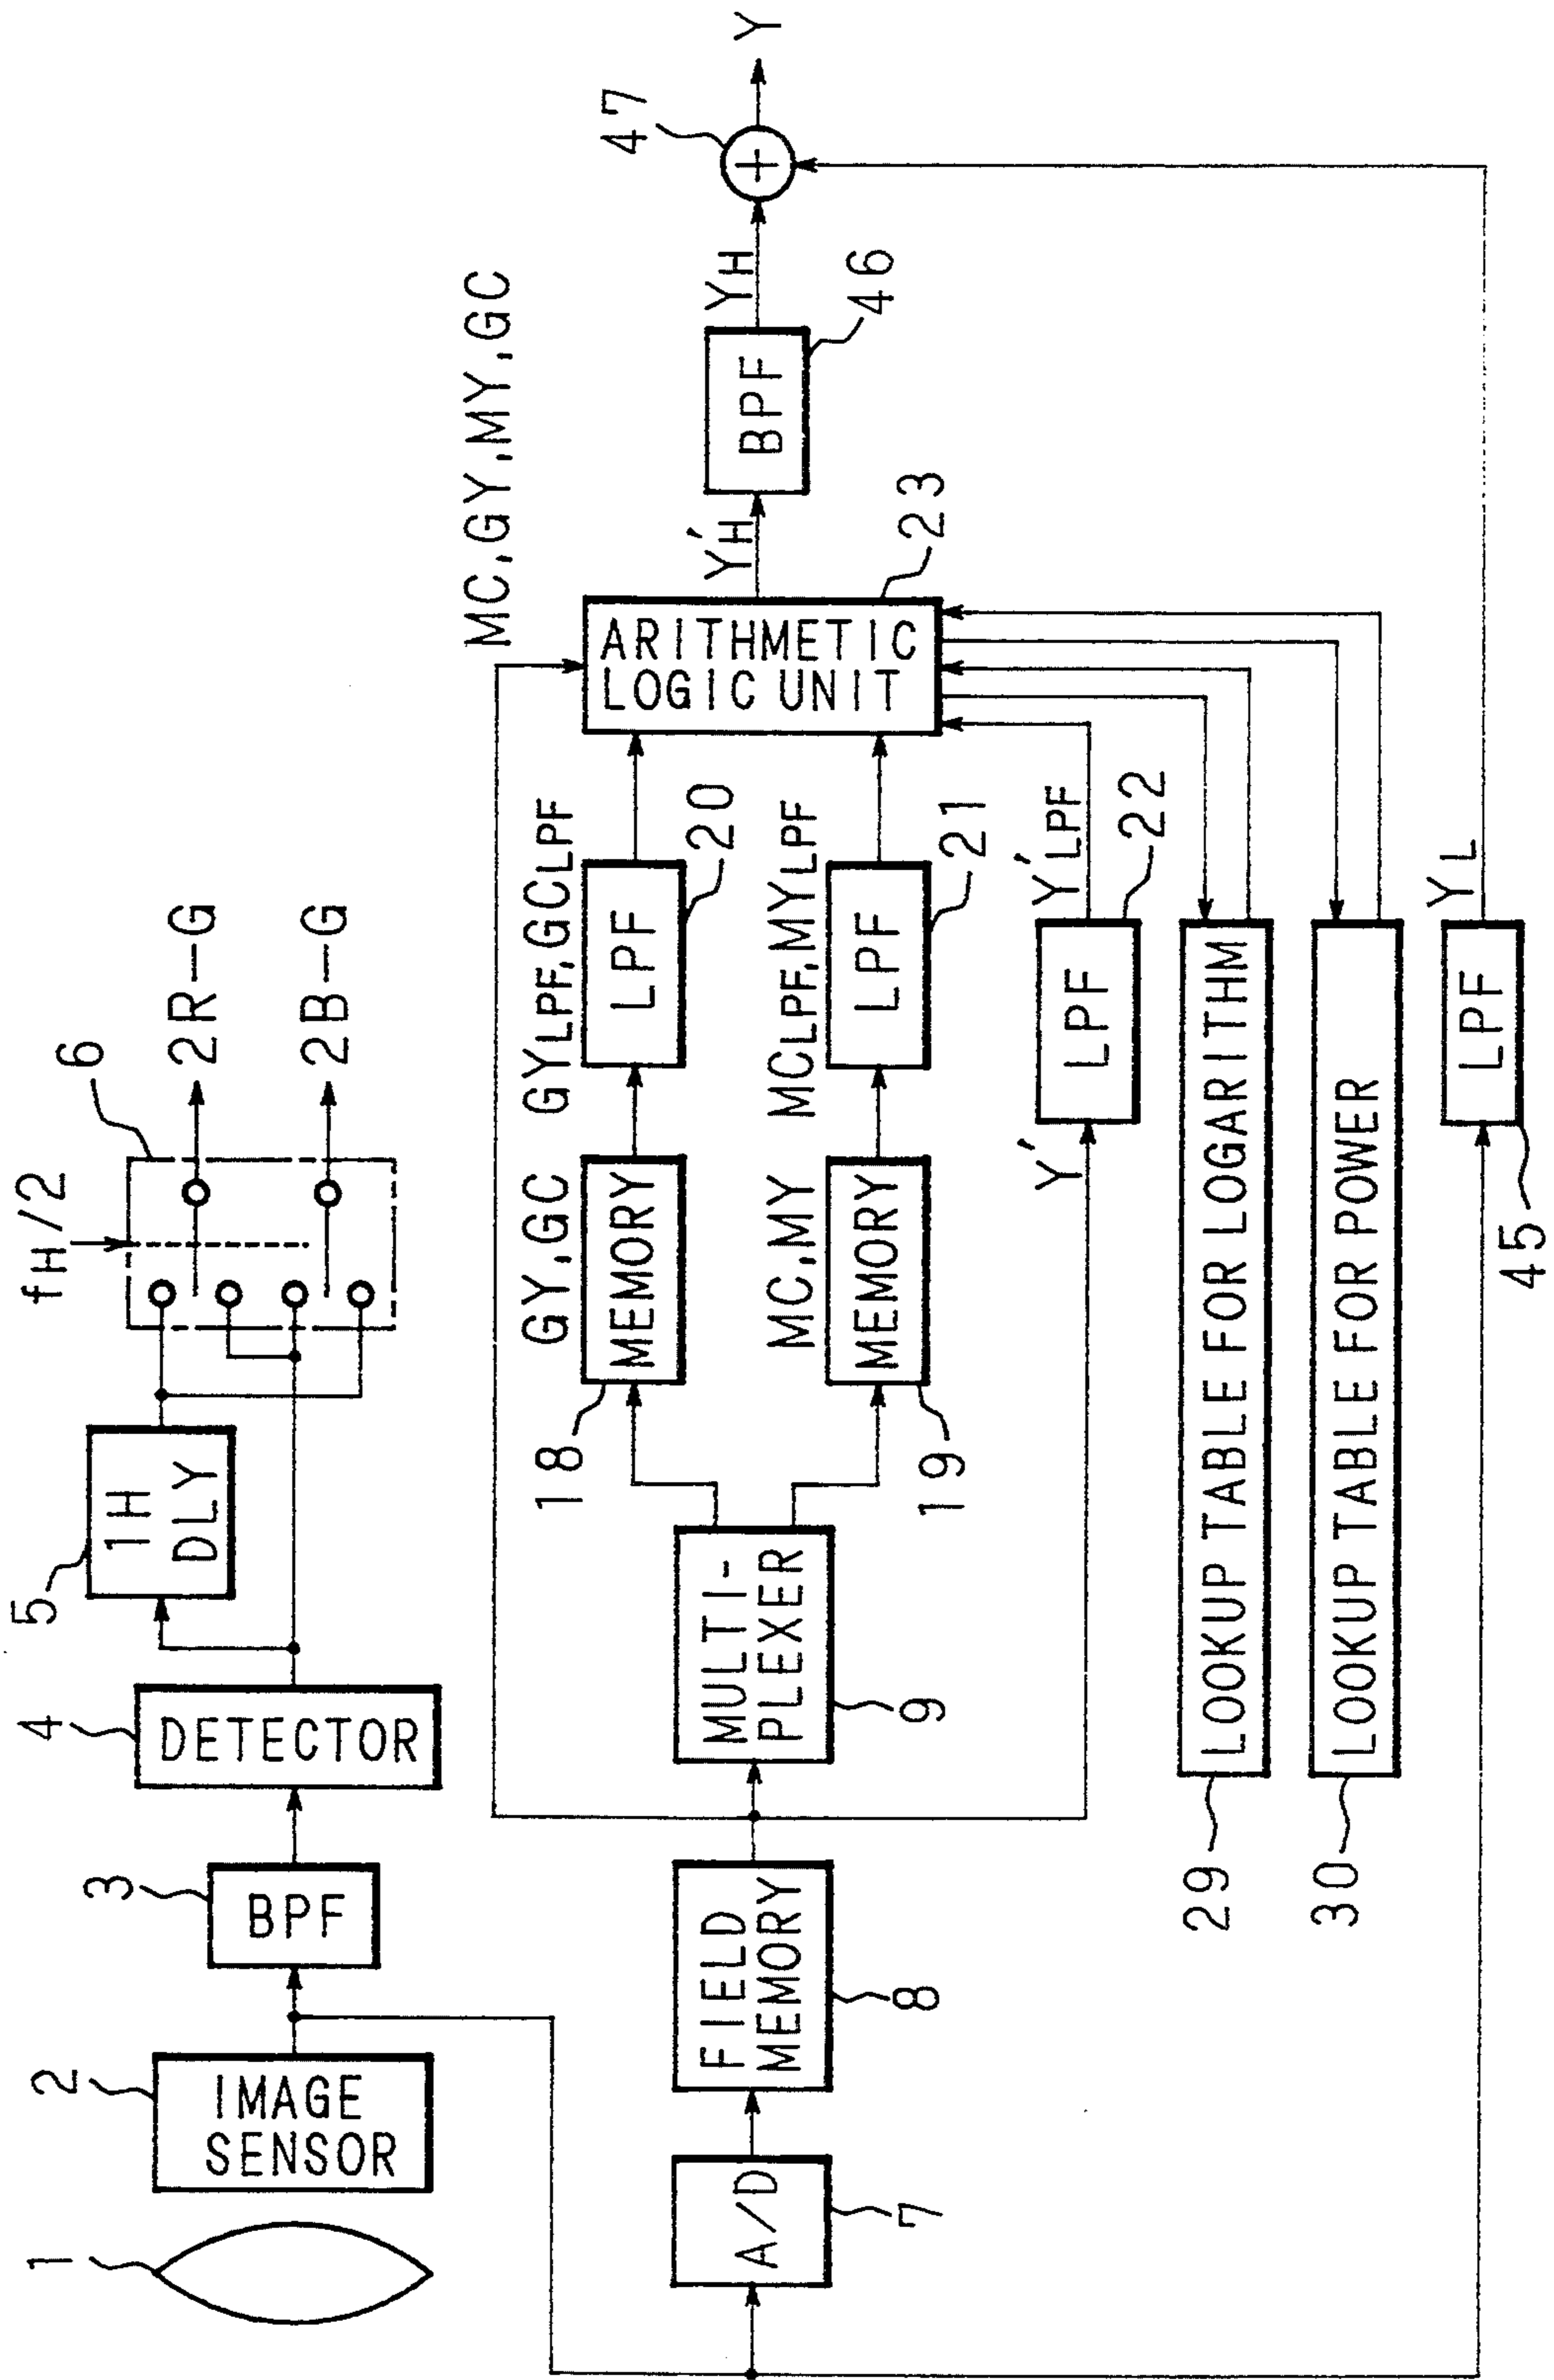 1
2
IMAGE
SENSOR
3
BPF
4
DETECTOR
5
1H
DLY
6
fH/2
2R-G
2B-G
7
A/D
8
FIELD
MEMORY
9
MULTI-
PLEXER
MC,GY,MY,GC
18
MEMORY
GY,GC
GYLPF,GCLPF
LPF
20
19
MEMORY
MC,MY
MCLPF,MYLPF
LPF
21
Y'
LPF
Y'LPF
22
ARITHMETIC
LOGIC UNIT
23
Y'H
BPF
46
YH
47
+
Y
29
LOOKUP TABLE FOR LOGARITHM
30
LOOKUP TABLE FOR POWER
LPF
45
YL